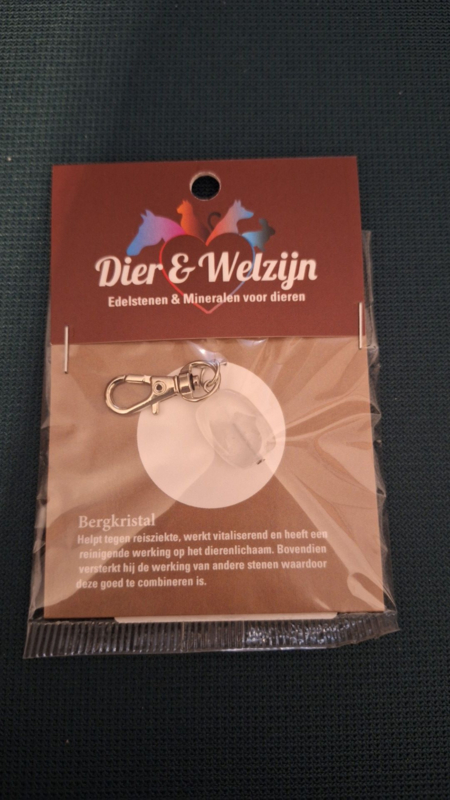 Dier & Welzijn
Edelstenen & Mineralen voor dieren
Bergkristal
Helpt tegen reisziekte, werkt vitaliserend en heeft een
reinigende werking op het dierenlichaam. Bovendien
versterkt hij de werking van andere stenen waardoor
deze goed te combineren is.